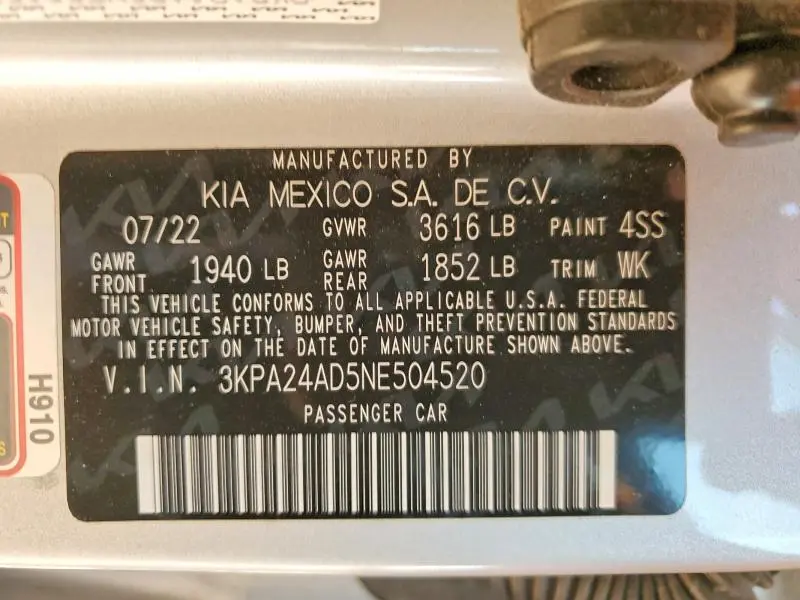 MANUFACTURED BY
KIA MEXICO S.A. DE C.V.
07/22 GVWR 3616 LB PAINT 4SS
GAWR FRONT 1940 LB GAWR REAR 1852 LB TRIM WK
THIS VEHICLE CONFORMS TO ALL APPLICABLE U.S.A. FEDERAL
MOTOR VEHICLE SAFETY, BUMPER, AND THEFT PREVENTION STANDARDS
IN EFFECT ON THE DATE OF MANUFACTURE SHOWN ABOVE.
V.I.N. 3KPA24AD5NE504520
PASSENGER CAR
H910